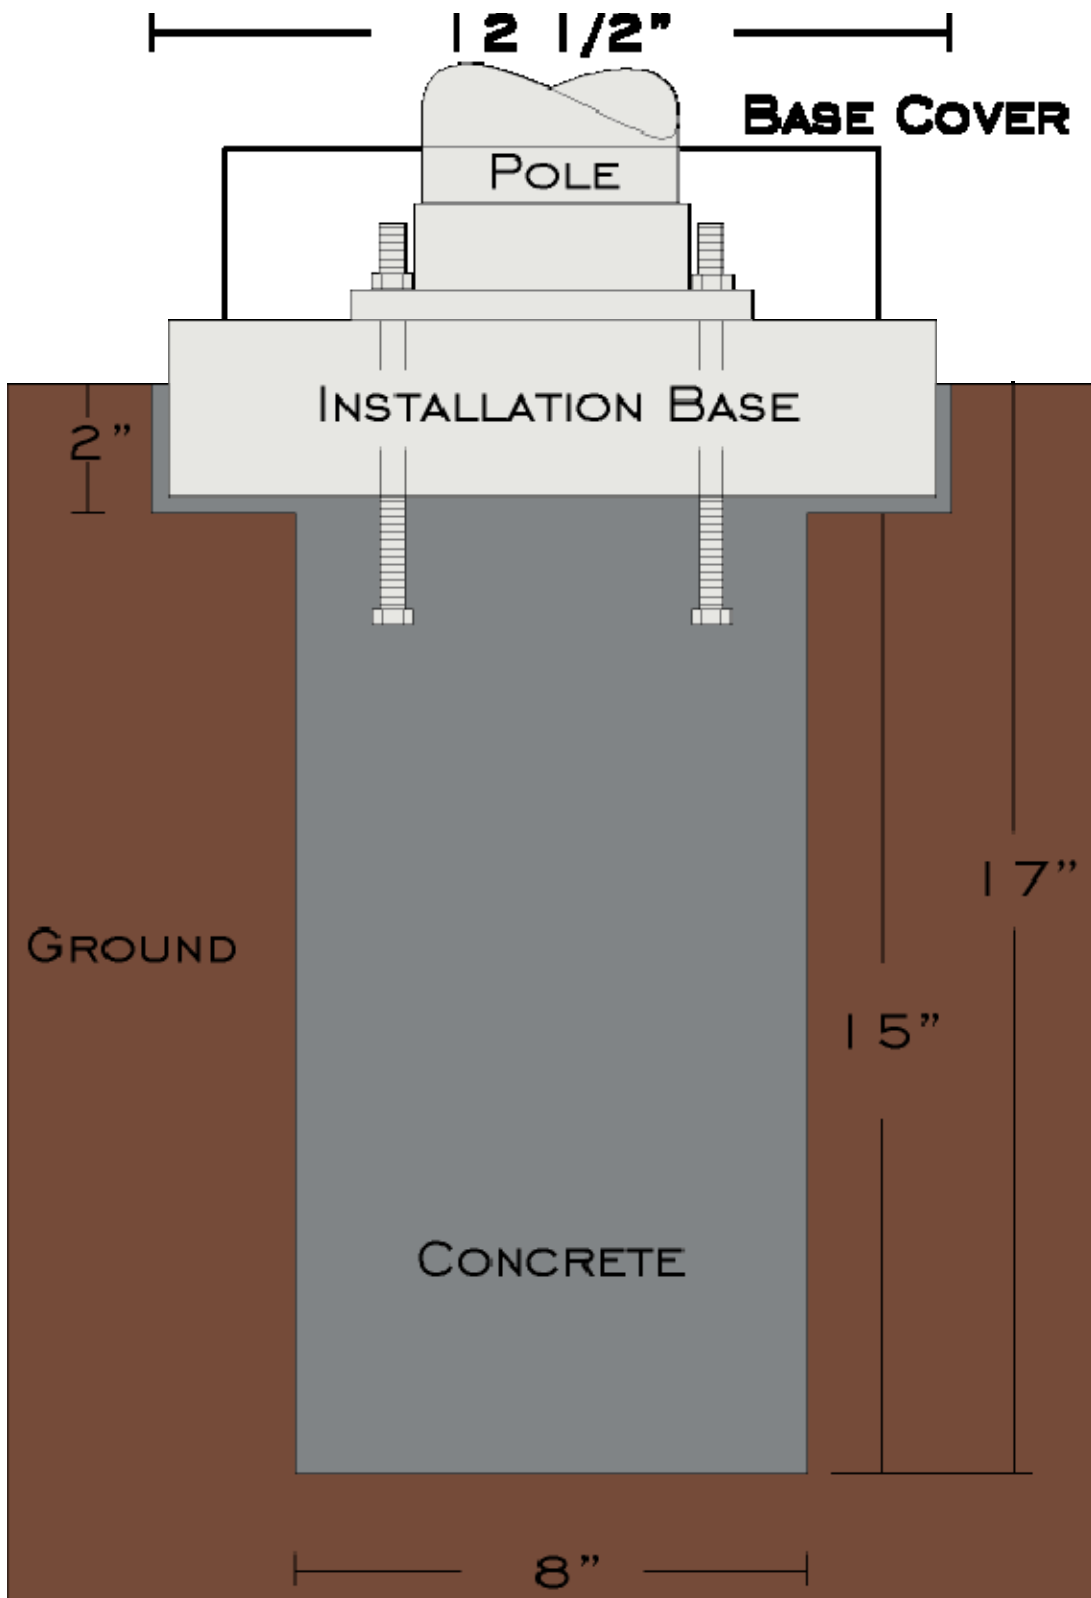 12 1/2”
BASE COVER
POLE
INSTALLATION BASE
2”
17”
GROUND
15”
CONCRETE
8”